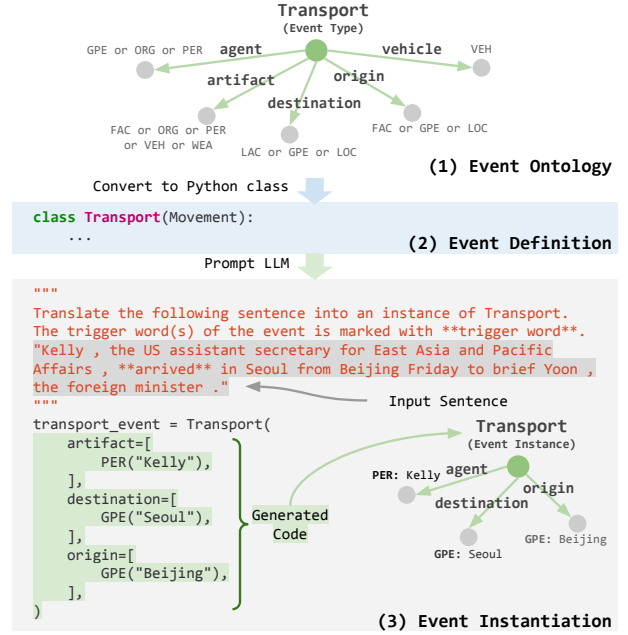 Transport
(Event Type)
GPE or ORG or PER
agent
vehicle
VEH
artifact
origin
destination
FAC or ORG or PER
or VEH or WEA
LAC or GPE or LOC
FAC or GPE or LOC
(1) Event Ontology
Convert to Python class
class Transport(Movement):
...
(2) Event Definition
Prompt LLM
"""
Translate the following sentence into an instance of Transport.
The trigger word(s) of the event is marked with **trigger word**.
"Kelly , the US assistant secretary for East Asia and Pacific
Affairs , **arrived** in Seoul from Beijing Friday to brief Yoon ,
the foreign minister ."
"""
Input Sentence
transport_event = Transport(
artifact=[
PER("Kelly"),
],
destination=[
GPE("Seoul"),
],
origin=[
GPE("Beijing"),
],
)
Generated
Code
Transport
(Event Instance)
PER: Kelly
agent
origin
destination
GPE: Seoul
GPE: Beijing
(3) Event Instantiation